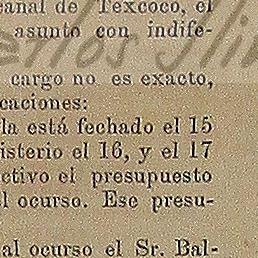 canal de Texcoco, el
asunto con indife-
cargo no es exacto,
caciones:
la está fechado el 15
isterio el 16, y el 17
ctivo el presupuesto
l ocurso. Ese presu-
al ocurso el Sr. Bal-